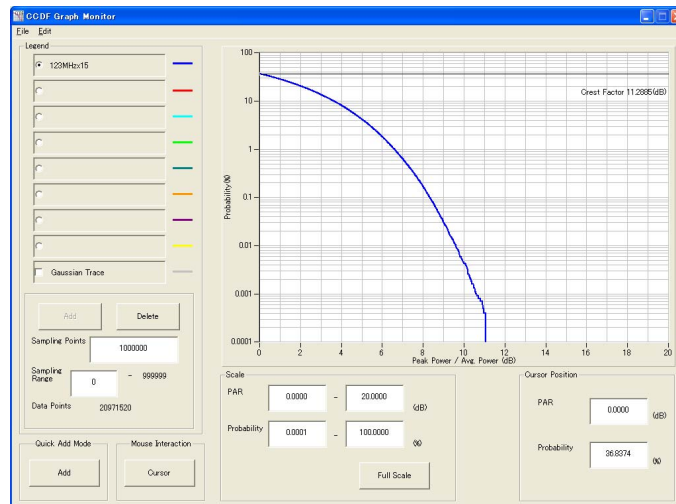 CCDF Graph Monitor
File Edit
Legend
123MHzx15
Gaussian Trace
Add Delete
Sampling Points 1000000
Sampling Range 0 - 999999
Data Points 20971520
Quick Add Mode
Add
Mouse Interaction
Cursor
100
10
1
0.1
0.01
0.001
0.0001
Probability(%)
Crest Factor 11.2885(dB)
0 2 4 6 8 10 12 14 16 18 20
Peak Power / Avg. Power (dB)
Scale
PAR 0.0000 - 20.0000 (dB)
Probability 0.0001 - 100.0000 (%)
Full Scale
Cursor Position
PAR 0.0000 (dB)
Probability 36.8374 (%)